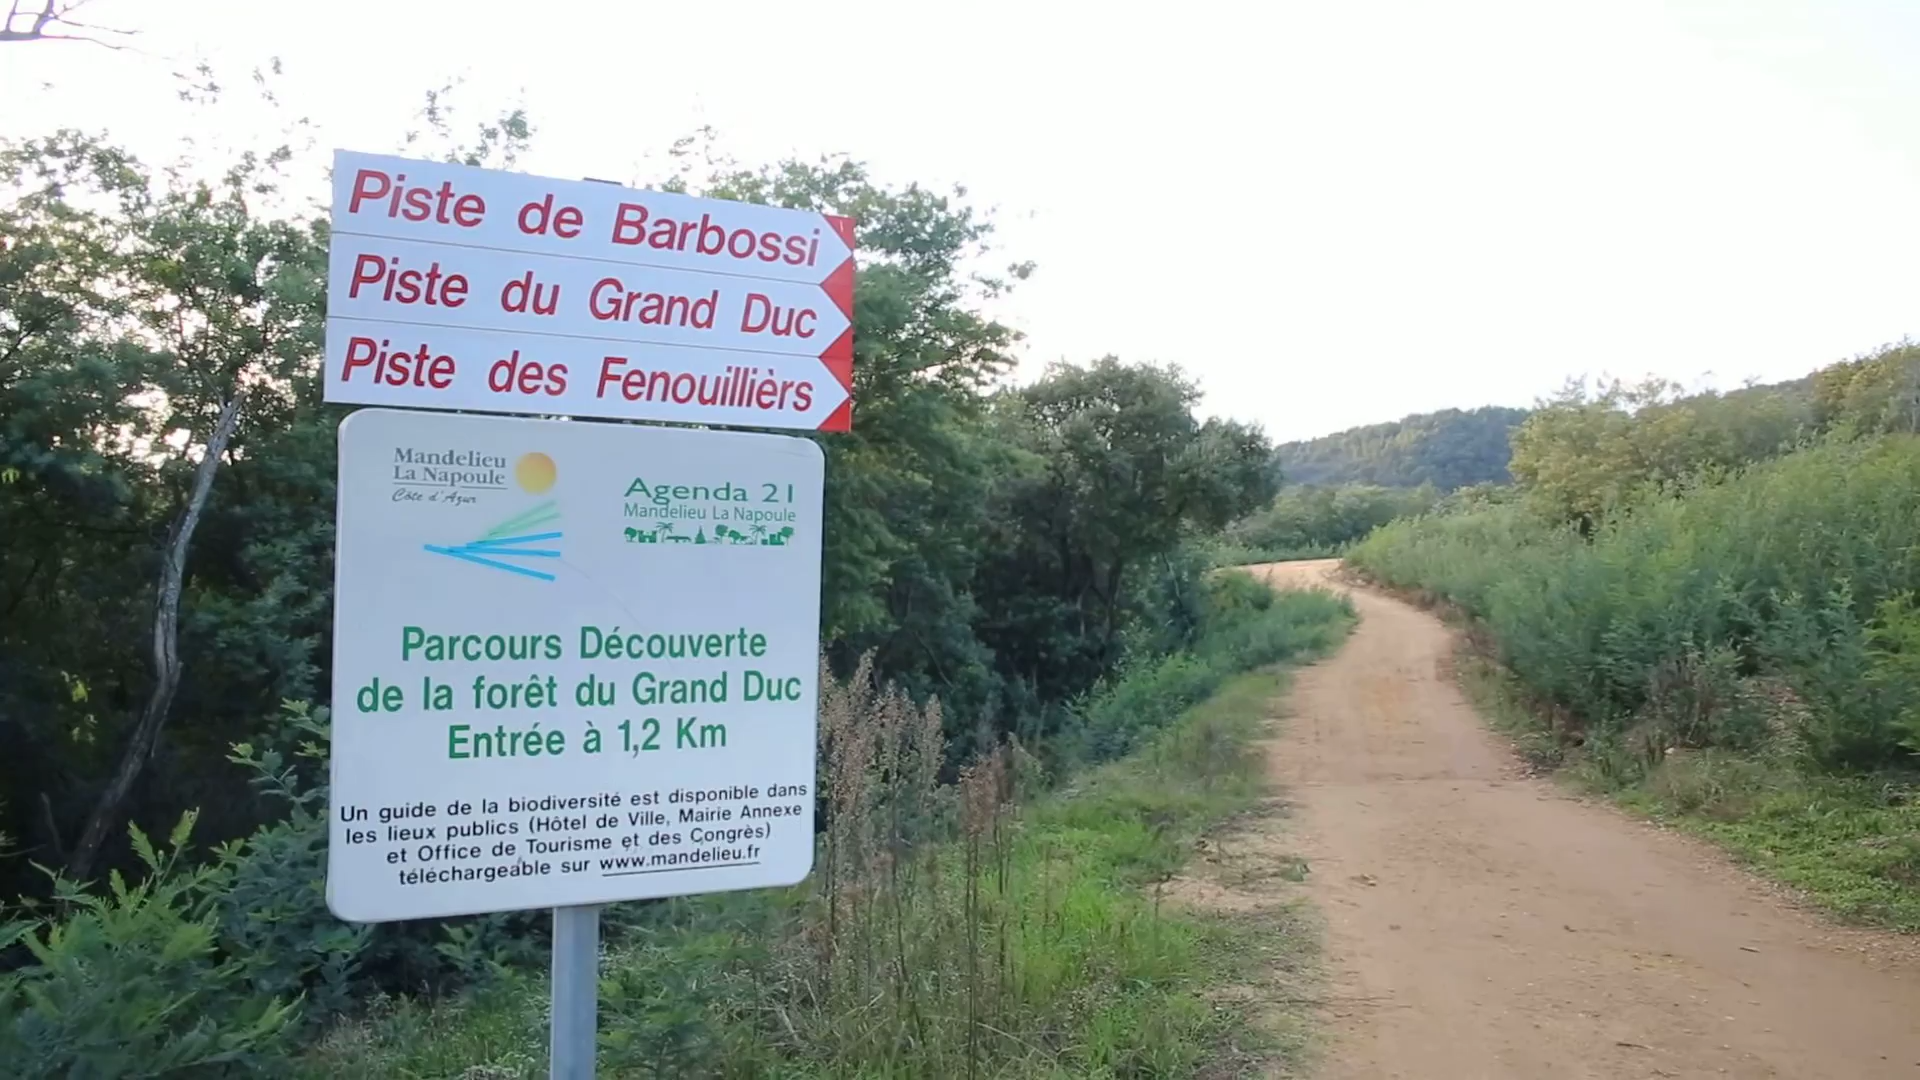 Piste de Barbossi
Piste du Grand Duc
Piste des Fenouillièrs
Mandelieu
La Napoule
Côte d'Azur
Agenda 21
Mandelieu La Napoule
Parcours Découverte
de la forêt du Grand Duc
Entrée à 1,2 Km
Un guide de la biodiversité est disponible dans
les lieux publics (Hôtel de Ville, Mairie Annexe
et Office de Tourisme et des Congrès)
téléchargeable sur www.mandelieu.fr